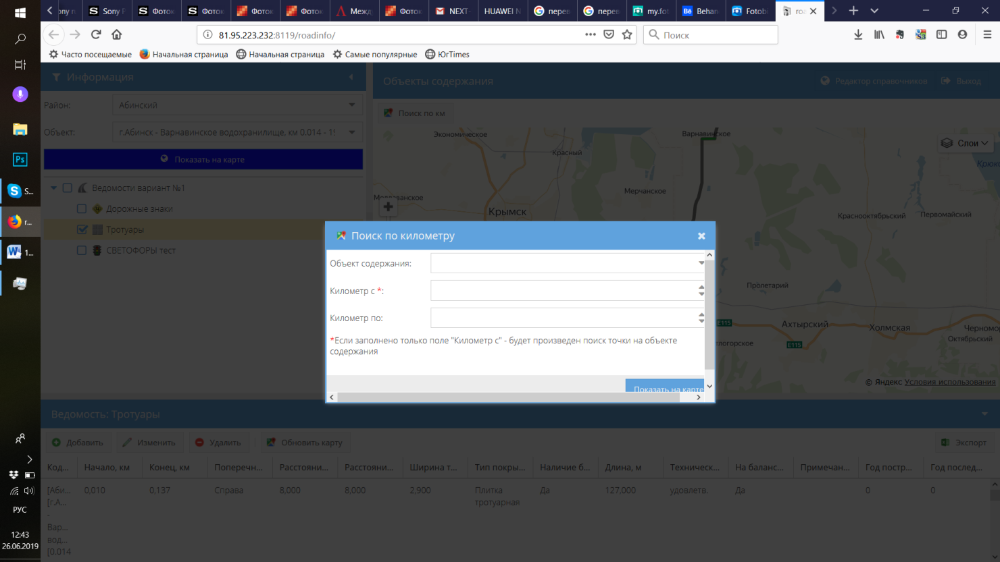 ony n
Sony P
Фоток
Фоток
Фоток
Фоток
Межд
Фоток
NEXT-
HUAWEI N
перев
перев
my.fot
Behan
Fotobi
roa
81.95.223.232:8119/roadinfo/
Поиск
Часто посещаемые
Начальная страница
Начальная страница
Самые популярные
ЮгTimes
Информация
Район:
Абинский
Объект:
г.Абинск - Варнавинское водохранилище, км 0.014 - 19
Показать на карте
Ведомости вариант №1
Дорожные знаки
Тротуары
СВЕТОФОРЫ тест
Объекты содержания
Редактор справочников
Выход
Поиск по км
Экономическое
Варнавинское
Слои
Красный
Крюко
Мерчанское
Крымск
Краснооктябрьский
Первомайский
Пролетарий
E115
Ахтырский
Холмская
Черномо
Октябрьский
E115
© Яндекс Условия использования
Поиск по километру
Объект содержания:
Километр с *:
Километр по:
*Если заполнено только поле "Километр с" - будет произведен поиск точки на объекте
содержания
Показать на карте
Ведомость: Тротуары
Добавить
Изменить
Удалить
Обновить карту
Экспорт
Код... Начало, км Конец, км Поперечн... Расстояни... Расстояни... Ширина т... Тип покры... Наличие б... Длина, м Техническ... На баланс... Примечан... Год постр... Год послед...
[Аби... 0,010 0,137 Справа 8,000 8,000 2,900 Плитка Да 127,000 удовлетв. Да 0 0
[г.А... тротуарная
-
Вар...
вод...
[0.014
Ps
S...
r...
W 1...
РУС
12:43
26.06.2019